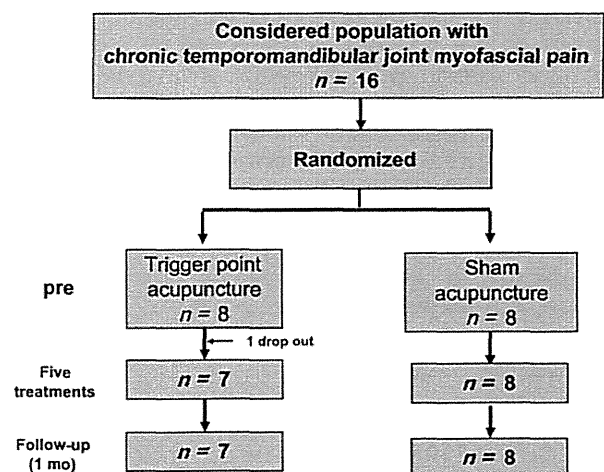 Considered population with
chronic temporomandibular joint myofascial pain
n = 16
Randomized
pre
Trigger point
acupuncture
n = 8
Sham
acupuncture
n = 8
1 drop out
Five
treatments
n = 7
n = 8
Follow-up
(1 mo)
n = 7
n = 8